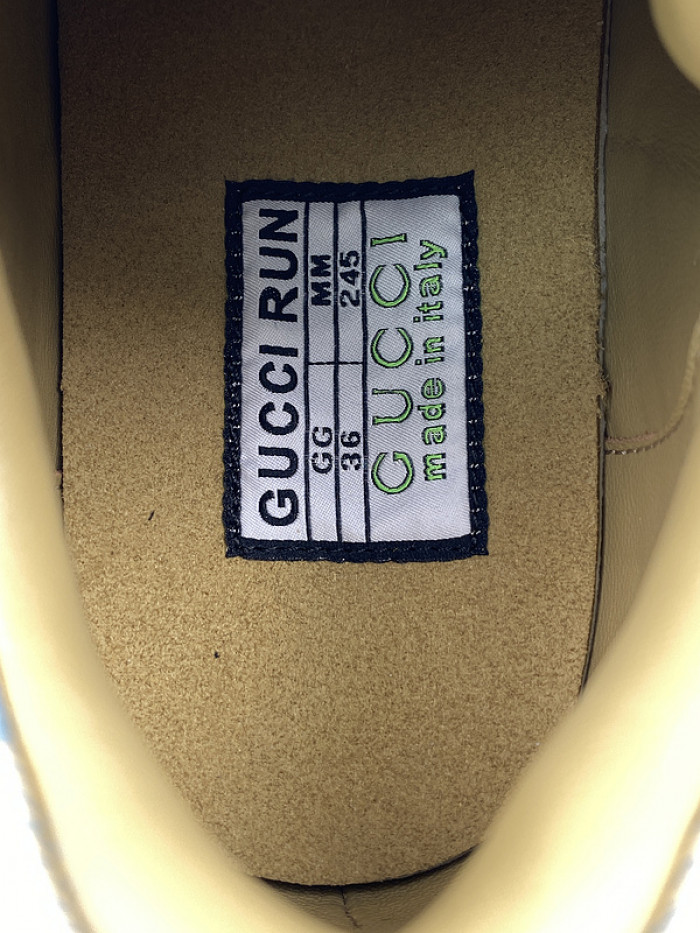 GUCCI RUN
GG MM
36 245
GUCCI
made in italy